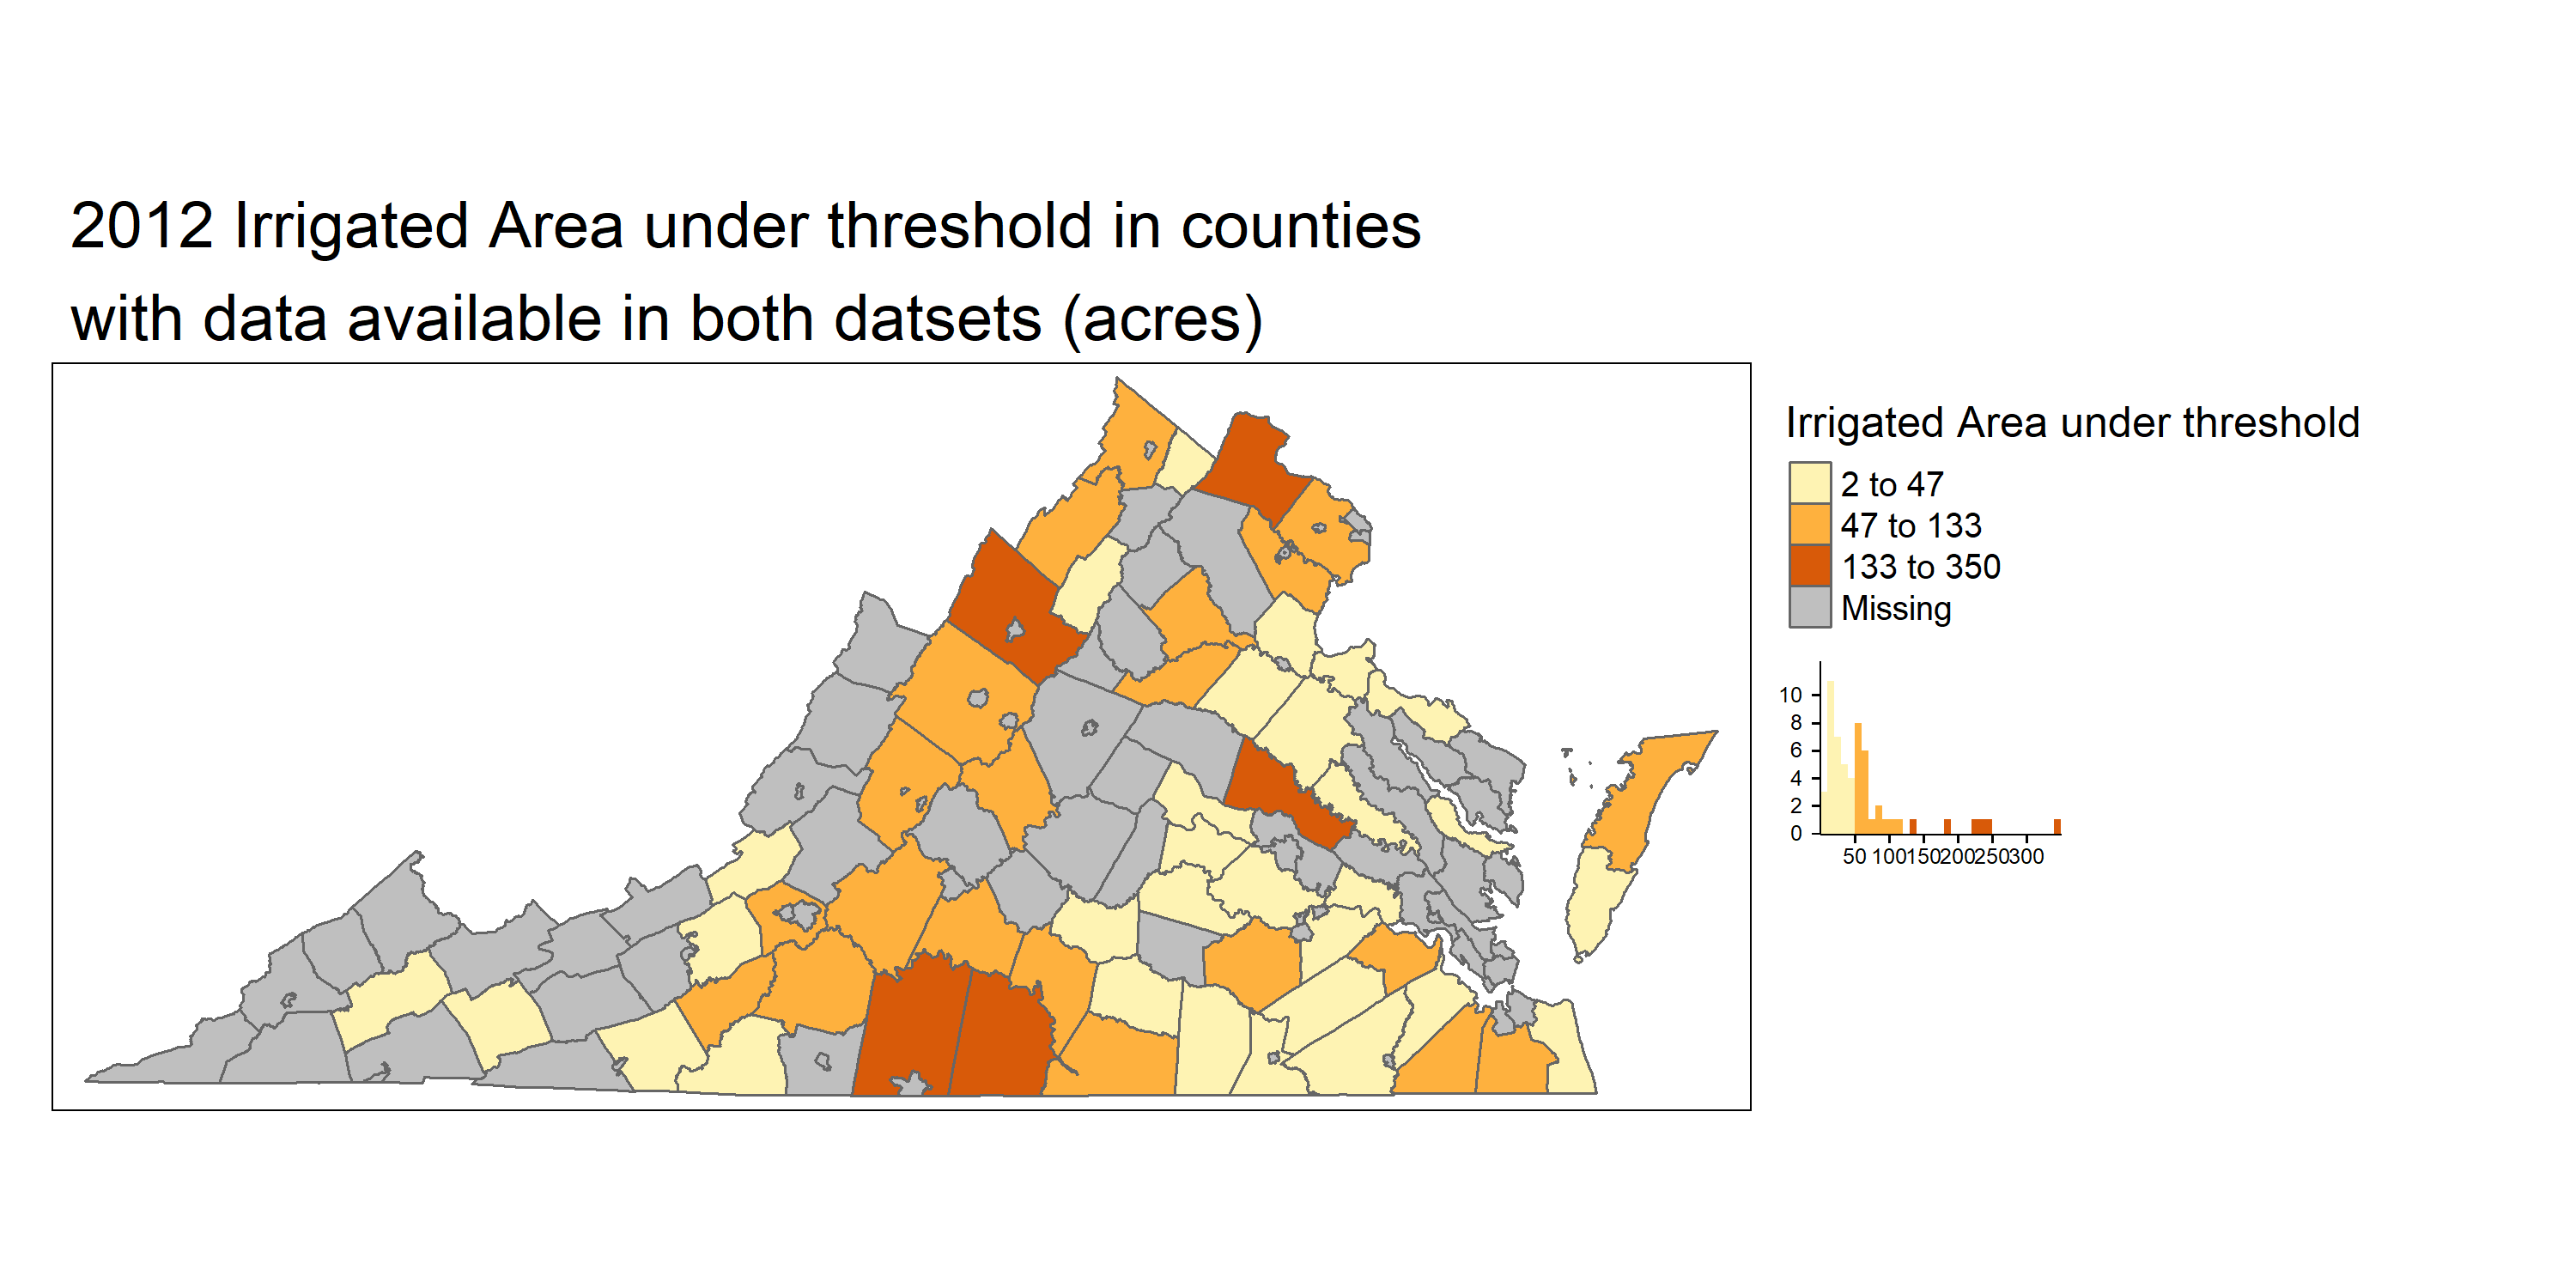 2012 Irrigated Area under threshold in counties
with data available in both datsets (acres)
Irrigated Area under threshold
2 to 47
47 to 133
133 to 350
Missing
10
8
6
4
2
0
50 100150200250300